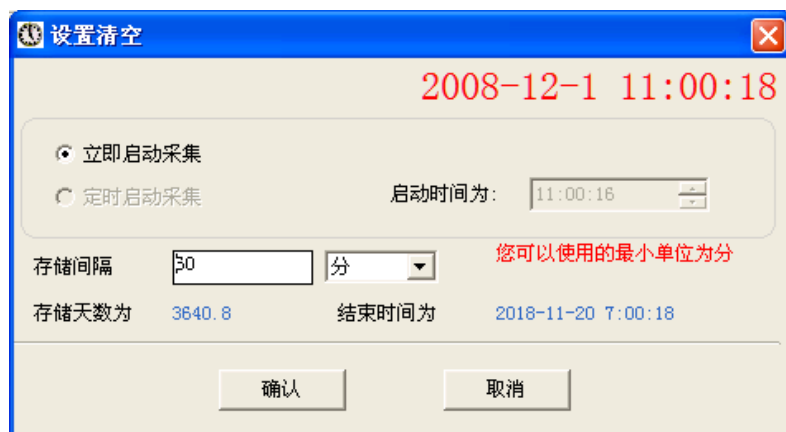 设置清空
2008-12-1 11:00:18
立即启动采集
定时启动采集 启动时间为: 11:00:16
存储间隔 分 您可以使用的最小单位为分
存储天数为 3640.8 结束时间为 2018-11-20 7:00:18
确认 取消